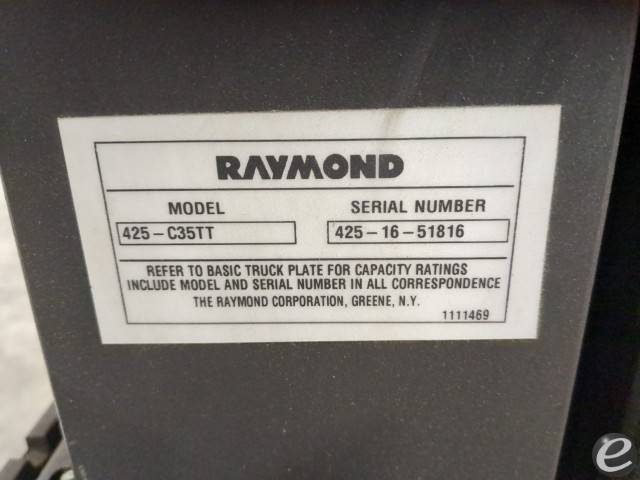 RAYMOND
MODEL SERIAL NUMBER
425-C35TT 425-16-51816
REFER TO BASIC TRUCK PLATE FOR CAPACITY RATINGS
INCLUDE MODEL AND SERIAL NUMBER IN ALL CORRESPONDENCE
THE RAYMOND CORPORATION, GREENE, N.Y.
1111469
e